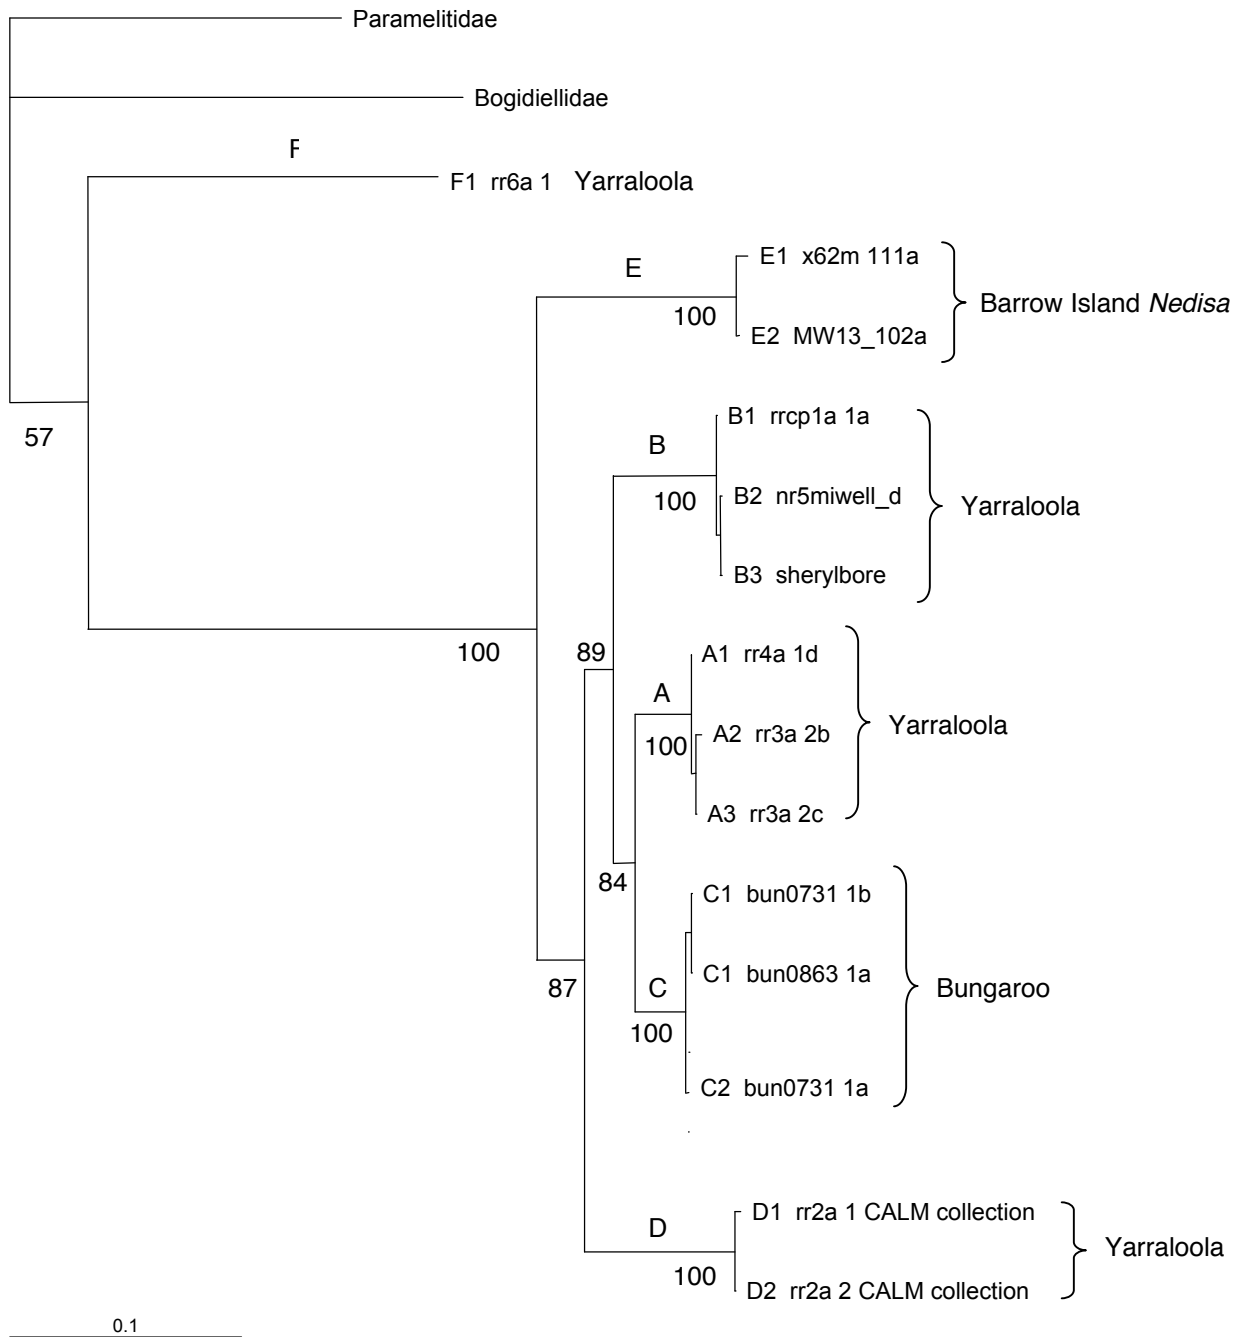 Paramelitidae
Bogidiellidae
F
F1 rr6a 1 Yarraloola
E
E1 x62m 111a
100
Barrow Island Nedisa
E2 MW13_102a
57
B
B1 rrcp1a 1a
100
B2 nr5miwell_d
Yarraloola
B3 sherylbore
100
89
A1 rr4a 1d
A
100
A2 rr3a 2b
Yarraloola
A3 rr3a 2c
84
C1 bun0731 1b
87
C
C1 bun0863 1a
Bungaroo
100
C2 bun0731 1a
D
D1 rr2a 1 CALM collection
Yarraloola
100
D2 rr2a 2 CALM collection
0.1